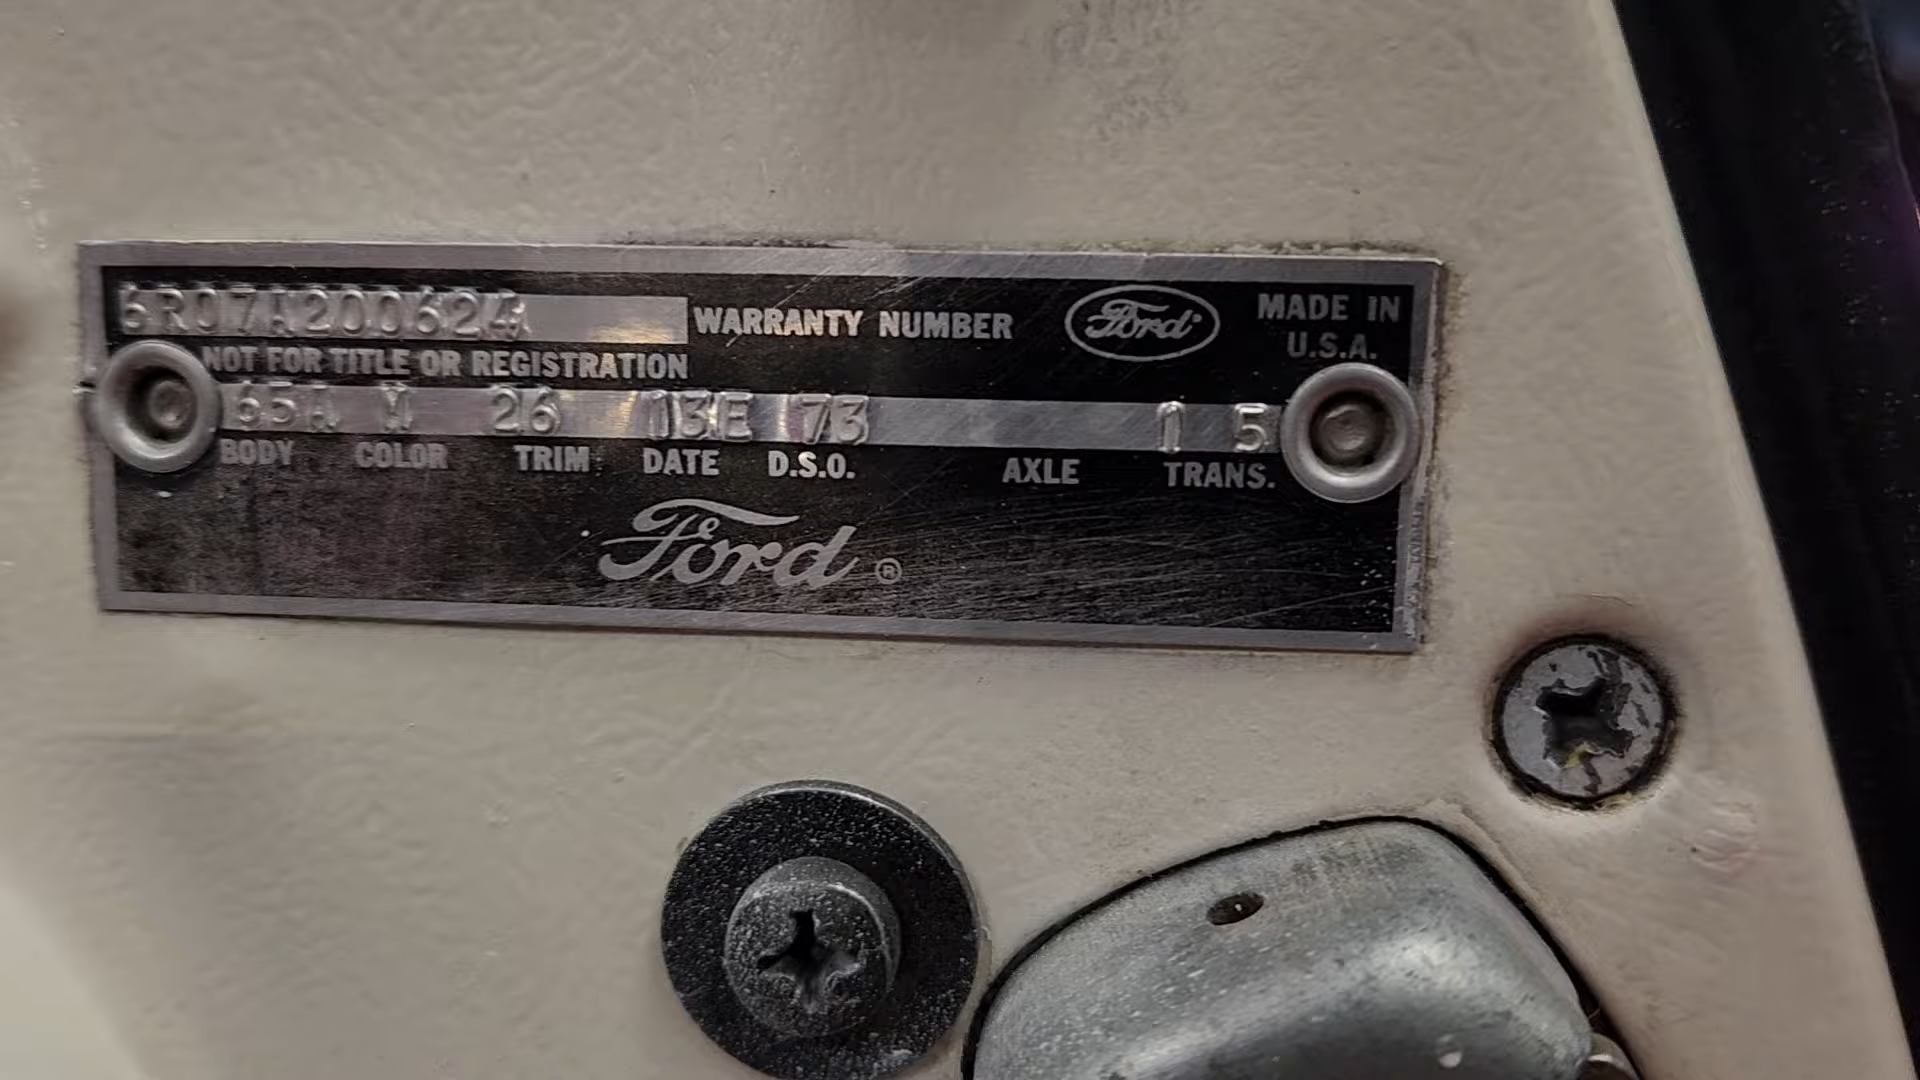 6R07A200624
WARRANTY NUMBER
Ford
MADE IN
U.S.A.
NOT FOR TITLE OR REGISTRATION
65A M 26 13E 73 1 5
BODY COLOR TRIM DATE D.S.O. AXLE TRANS.
Ford ®